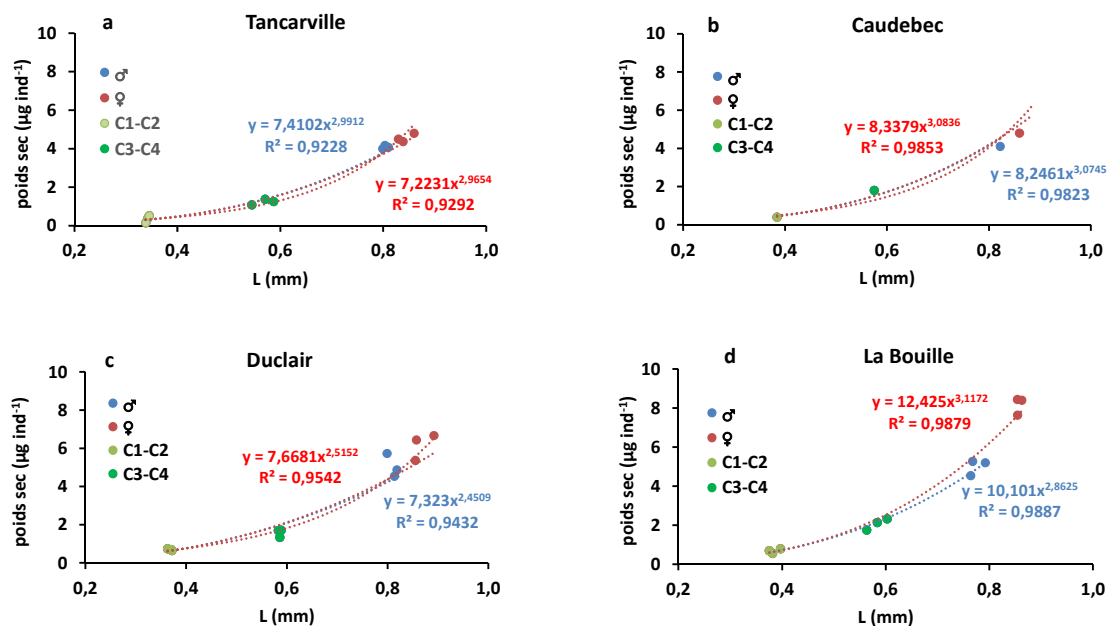 a
Tancarville
poids sec (µg ind⁻¹)
10
8
6
4
2
0
♂
♀
C1-C2
C3-C4
y = 7,4102x^2,9912
R² = 0,9228
y = 7,2231x^2,9654
R² = 0,9292
0,2 0,4 0,6 0,8 1,0
L (mm)
b
Caudebec
poids sec (µg ind⁻¹)
10
8
6
4
2
0
♂
♀
C1-C2
C3-C4
y = 8,3379x^3,0836
R² = 0,9853
y = 8,2461x^3,0745
R² = 0,9823
0,2 0,4 0,6 0,8 1,0
L (mm)
c
Duclair
poids sec (µg ind⁻¹)
10
8
6
4
2
0
♂
♀
C1-C2
C3-C4
y = 7,6681x^2,5152
R² = 0,9542
y = 7,323x^2,4509
R² = 0,9432
0,2 0,4 0,6 0,8 1,0
L (mm)
d
La Bouille
poids sec (µg ind⁻¹)
10
8
6
4
2
0
♂
♀
C1-C2
C3-C4
y = 12,425x^3,1172
R² = 0,9879
y = 10,101x^2,8625
R² = 0,9887
0,2 0,4 0,6 0,8 1,0
L (mm)